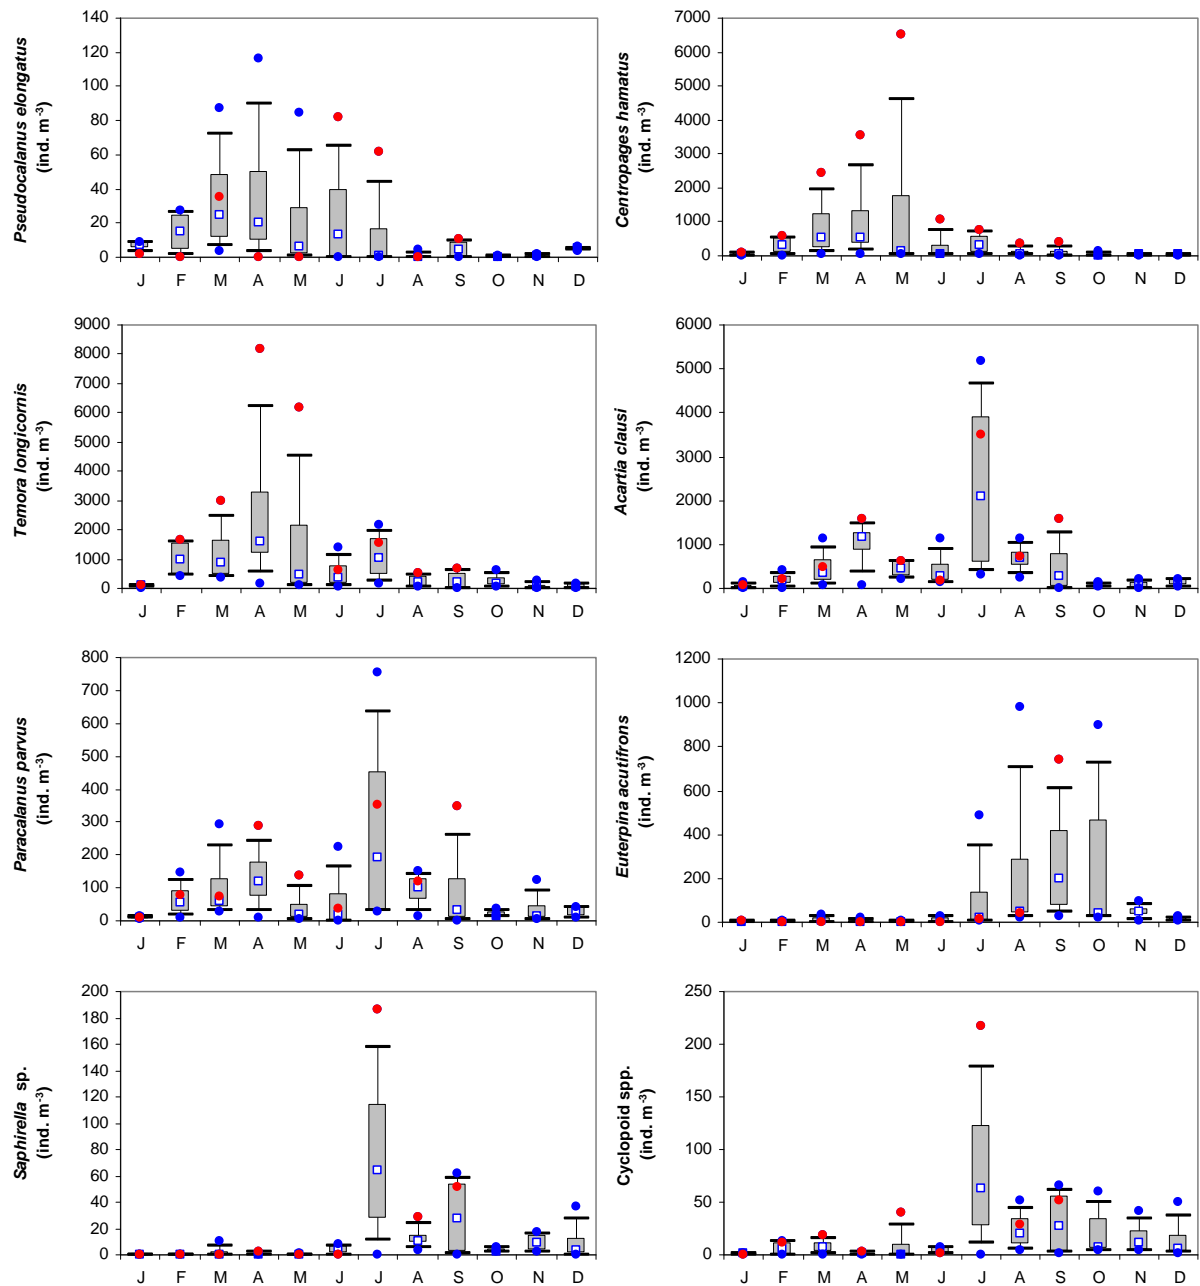 Pseudocalanus elongatus
(ind. m-3)
140
120
100
80
60
40
20
0
J F M A M J J A S O N D
Centropages hamatus
(ind. m-3)
7000
6000
5000
4000
3000
2000
1000
0
J F M A M J J A S O N D
Temora longicornis
(ind. m-3)
9000
8000
7000
6000
5000
4000
3000
2000
1000
0
J F M A M J J A S O N D
Acartia clausi
(ind. m-3)
6000
5000
4000
3000
2000
1000
0
J F M A M J J A S O N D
Paracalanus parvus
(ind. m-3)
800
700
600
500
400
300
200
100
0
J F M A M J J A S O N D
Euterpina acutifrons
(ind. m-3)
1200
1000
800
600
400
200
0
J F M A M J J A S O N D
Saphirella sp.
(ind. m-3)
200
180
160
140
120
100
80
60
40
20
0
J F M A M J J A S O N D
Cyclopoid spp.
(ind. m-3)
250
200
150
100
50
0
J F M A M J J A S O N D